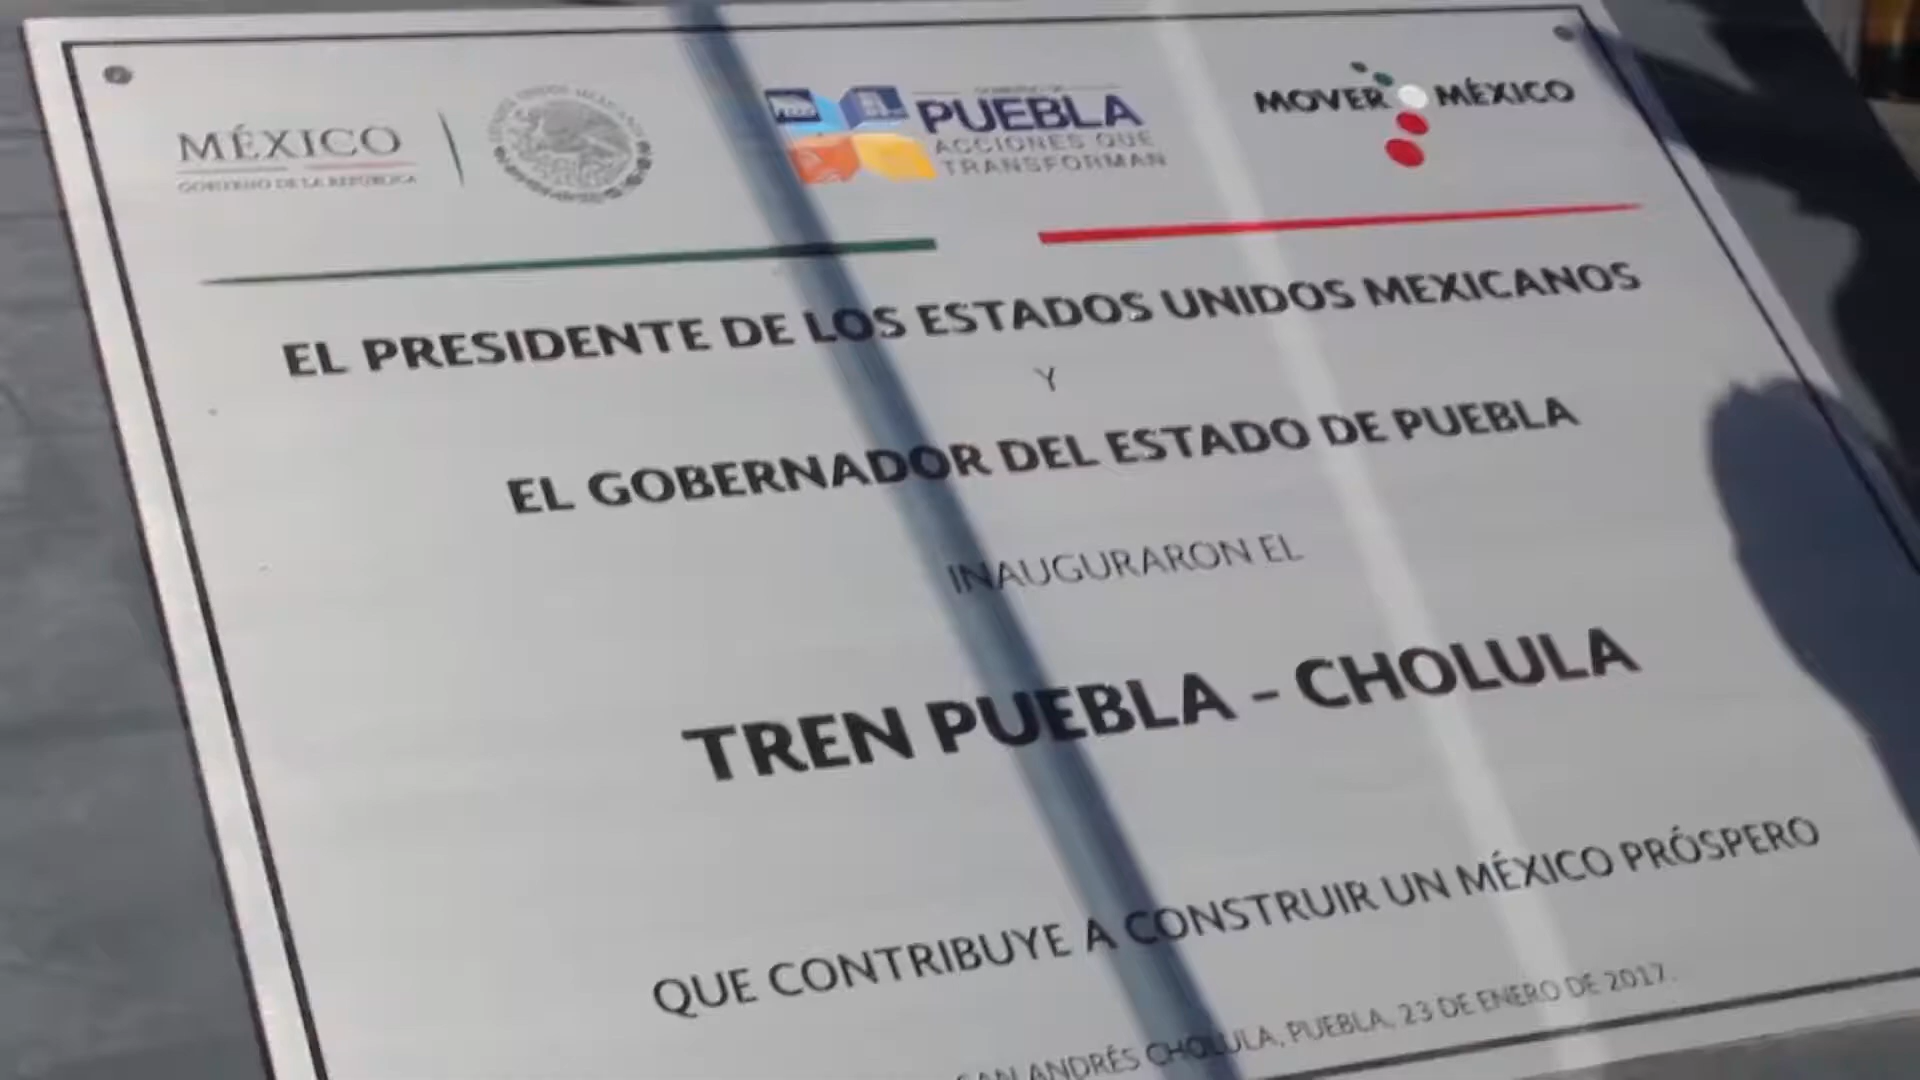 MÉXICO
GOBIERNO DE LA REPÚBLICA
PUEBLA
ACCIONES QUE
TRANSFORMAN
MOVER MÉXICO
EL PRESIDENTE DE LOS ESTADOS UNIDOS MEXICANOS
Y
EL GOBERNADOR DEL ESTADO DE PUEBLA
INAUGURARON EL
TREN PUEBLA - CHOLULA
QUE CONTRIBUYE A CONSTRUIR UN MÉXICO PRÓSPERO
SAN ANDRÉS CHOLULA, PUEBLA, 23 DE ENERO DE 2017.